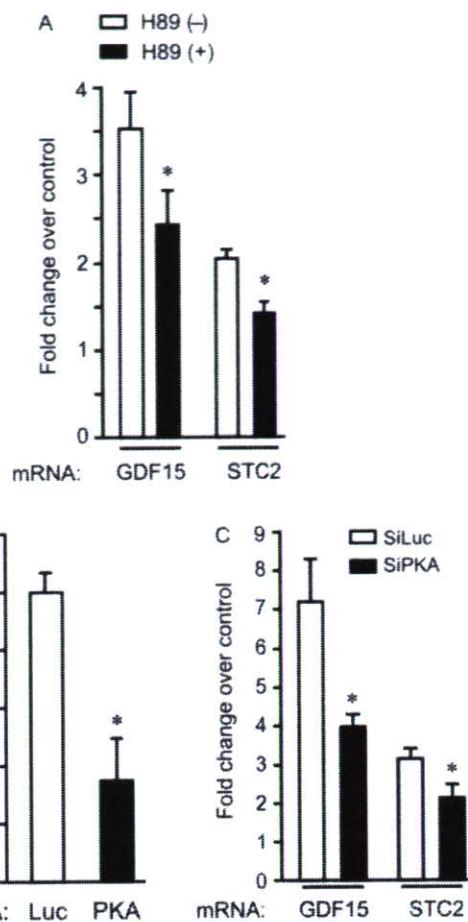 A
H89 (–)
H89 (+)
Fold change over control
4
3
2
1
0
*
*
mRNA: GDF15 STC2
*
Luc PKA
C
SiLuc
SiPKA
Fold change over control
9
8
7
6
5
4
3
2
1
0
*
*
mRNA: GDF15 STC2